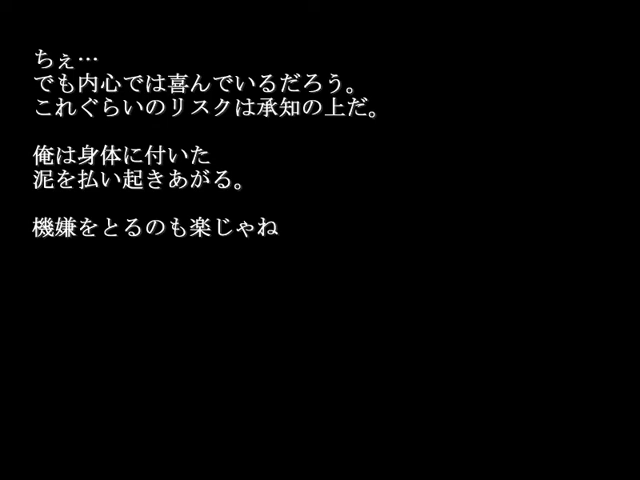 ちぇ…
でも内心では喜んでいるだろう。
これぐらいのリスクは承知の上だ。
俺は身体に付いた
泥を払い起きあがる。
機嫌をとるのも楽じゃね